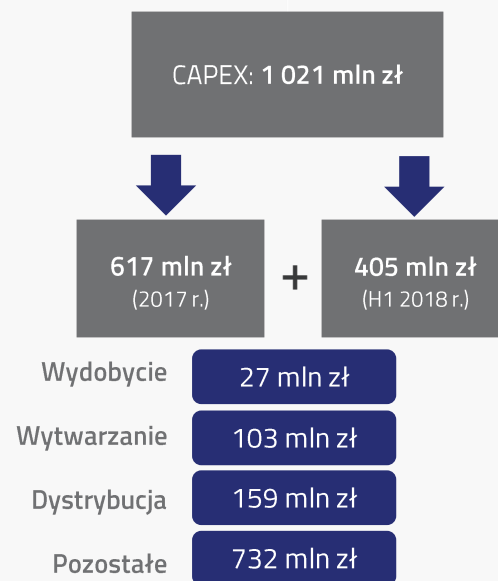 CAPEX: 1 021 mln zł
617 mln zł + 405 mln zł
(2017 r.) (H1 2018 r.)
Wydobycie 27 mln zł
Wytwarzanie 103 mln zł
Dystrybucja 159 mln zł
Pozostałe 732 mln zł